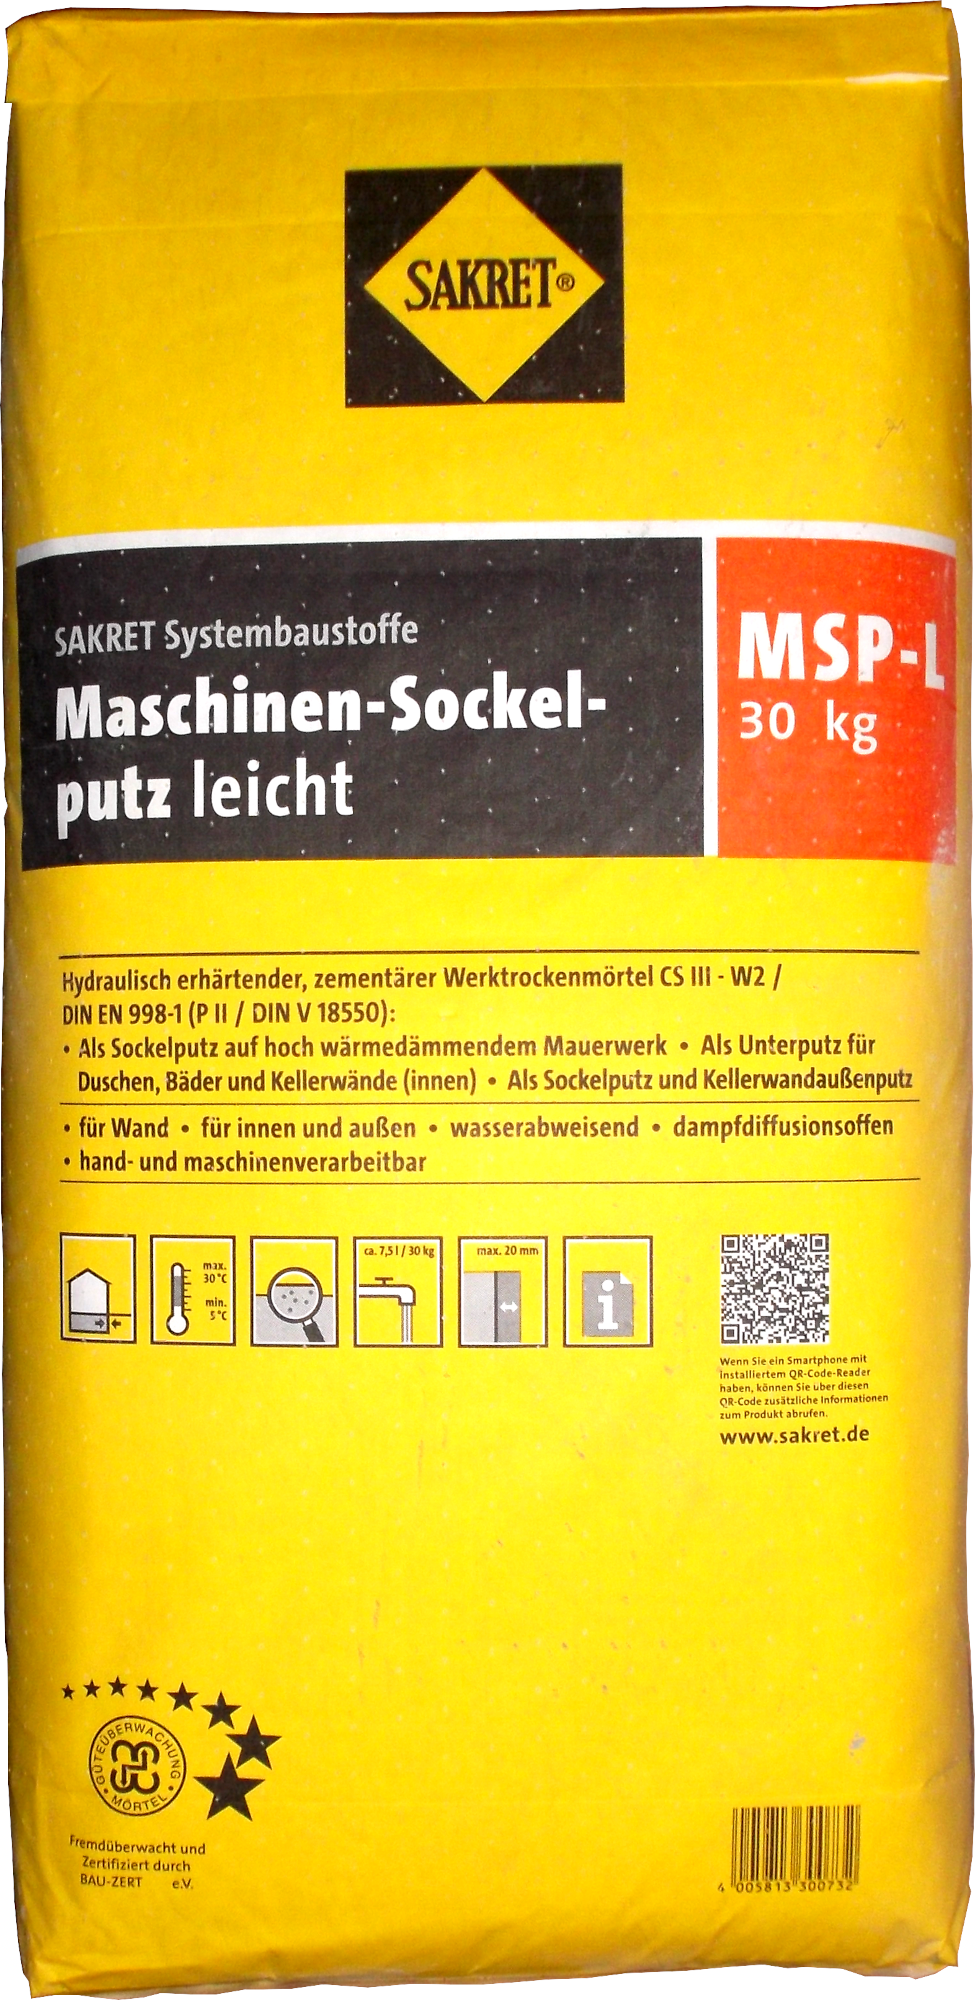 SAKRET®
SAKRET Systembaustoffe
Maschinen-Sockel-
putz leicht
MSP-L
30 kg
Hydraulisch erhärtender, zementärer Werktrockenmörtel CS III - W2 /
DIN EN 998-1 (P II / DIN V 18550):
• Als Sockelputz auf hoch wärmedämmendem Mauerwerk • Als Unterputz für
Duschen, Bäder und Kellerwände (innen) • Als Sockelputz und Kellerwandaußenputz
• für Wand • für innen und außen • wasserabweisend • dampfdiffusionsoffen
• hand- und maschinenverarbeitbar
max.
30°C
min.
5°C
ca. 7,5 l / 30 kg
max. 20 mm
i
Wenn Sie ein Smartphone mit
installiertem QR-Code-Reader
haben, können Sie über diesen
QR-Code zusätzliche Informationen
zum Produkt abrufen.
www.sakret.de
GÜTEÜBERWACHUNG
• MÖRTEL •
Fremdüberwacht und
Zertifiziert durch
BAU-ZERT e.V.
4 005813 300732